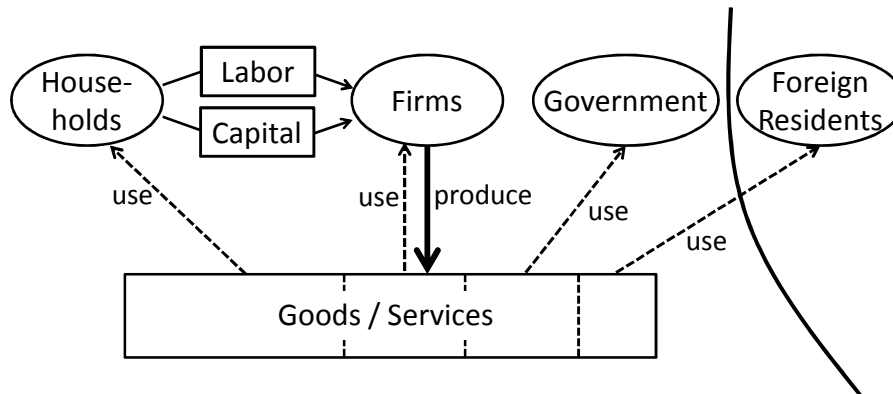 House-
holds
Labor
Capital
Firms
Government
Foreign
Residents
use
use
produce
use
use
Goods / Services